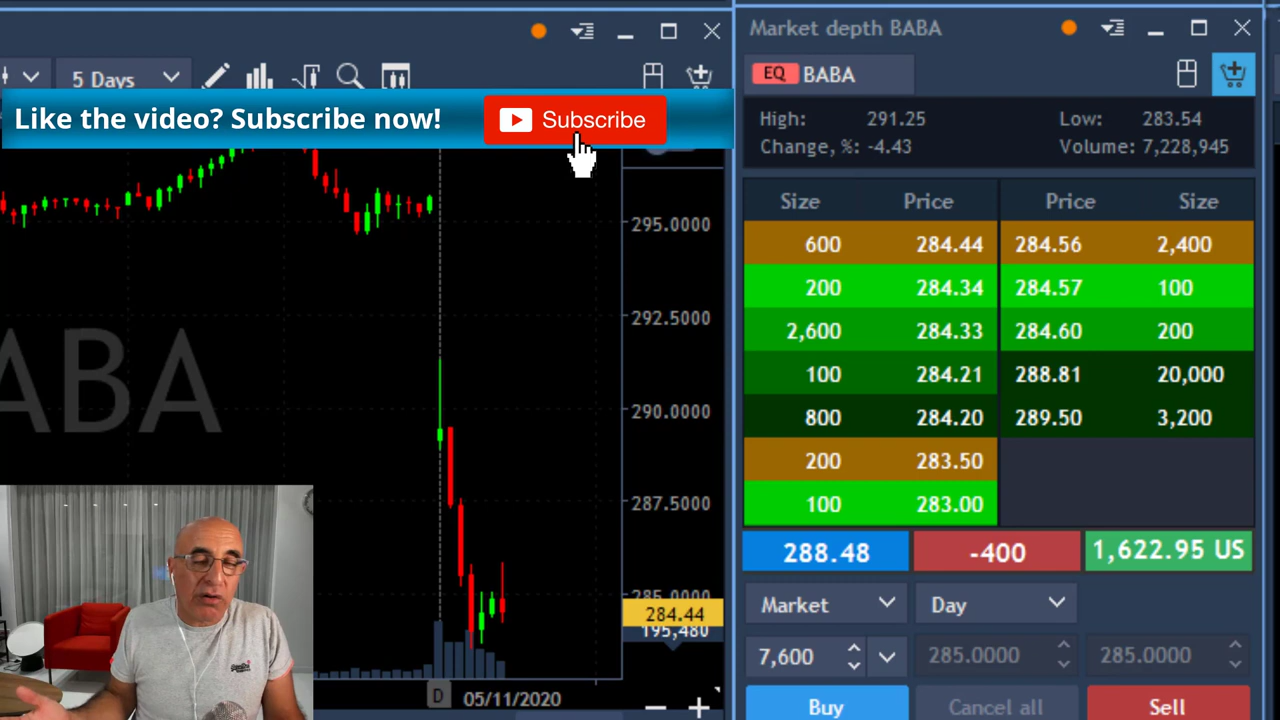 5 Days
Like the video? Subscribe now!
Subscribe
295.0000
292.5000
290.0000
287.5000
285.0000
284.44
195,480
ABA
D
05/11/2020
Market depth BABA
EQ BABA
High: 291.25 Low: 283.54
Change, %: -4.43 Volume: 7,228,945
Size Price Price Size
600 284.44 284.56 2,400
200 284.34 284.57 100
2,600 284.33 284.60 200
100 284.21 288.81 20,000
800 284.20 289.50 3,200
200 283.50
100 283.00
288.48 -400 1,622.95 US
Market Day
7,600 285.0000 285.0000
Buy Cancel all Sell